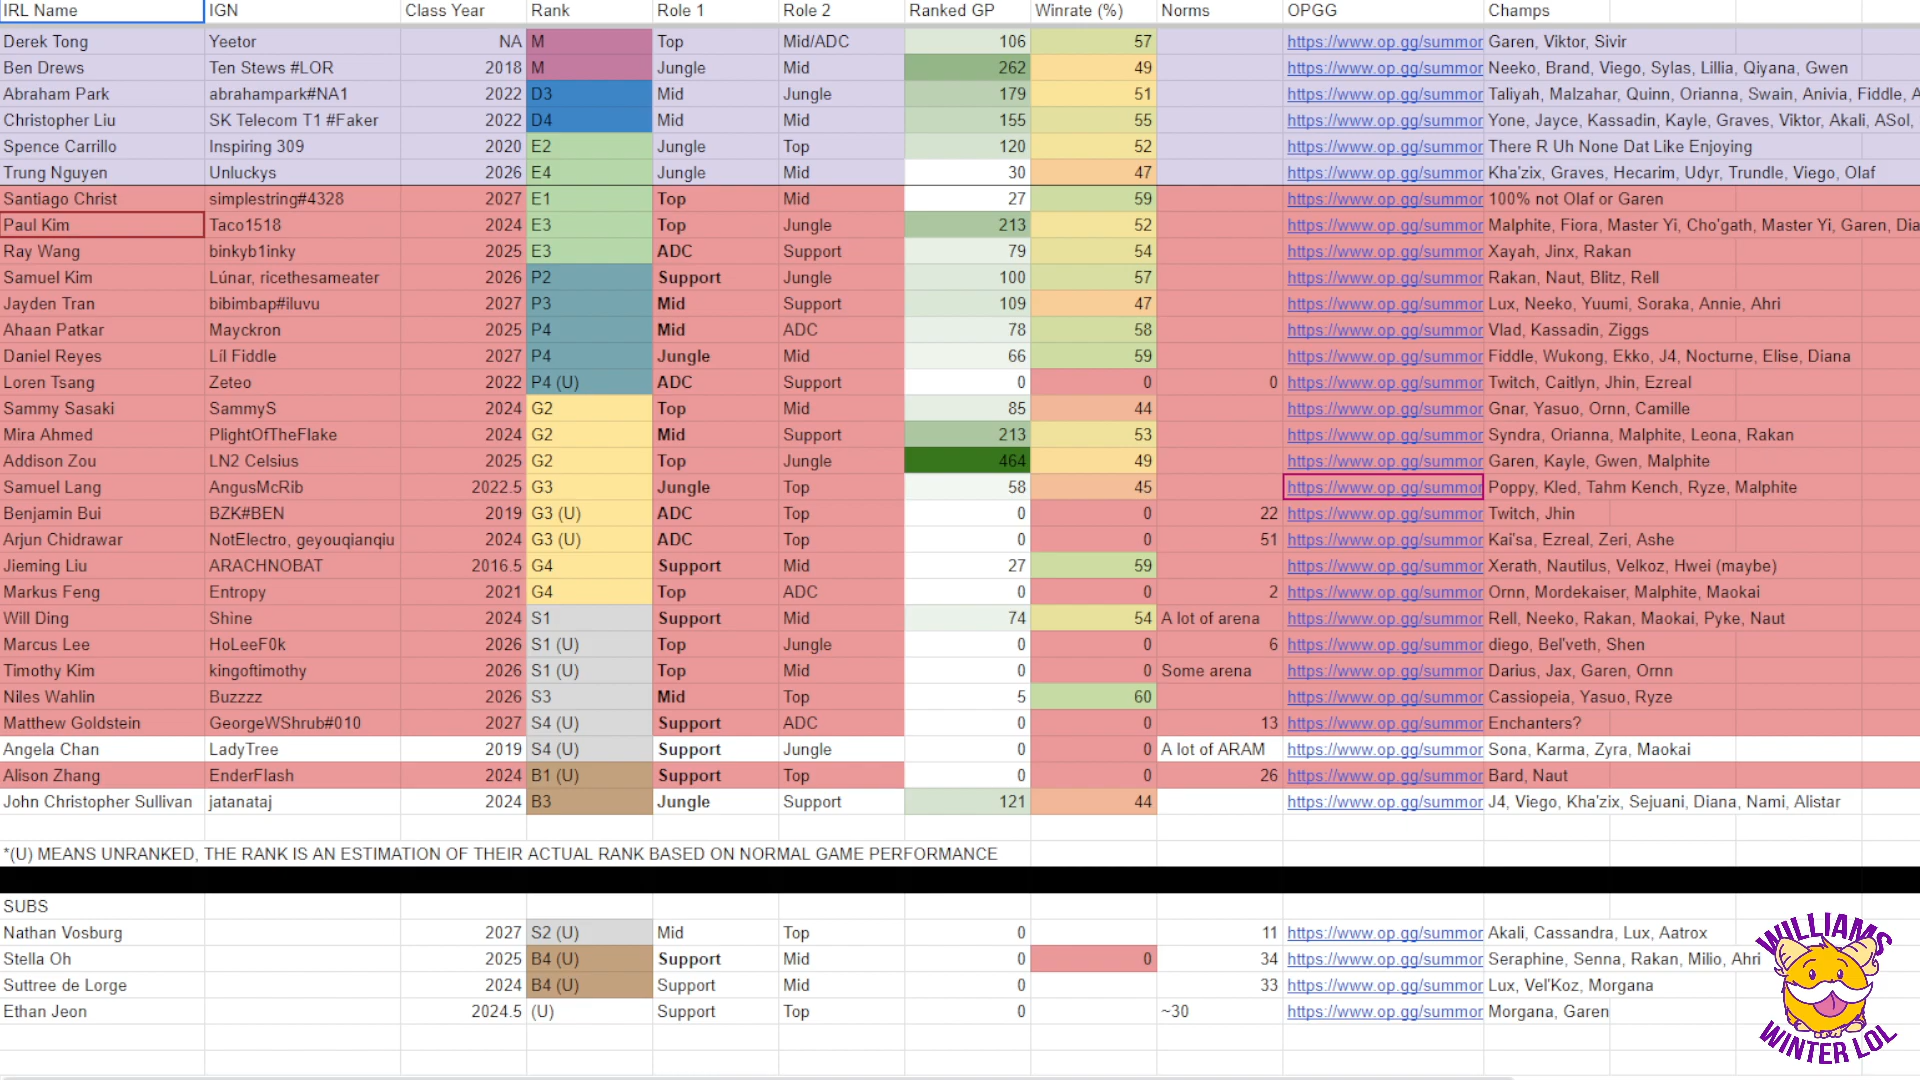 IRL Name IGN Class Year Rank Role 1 Role 2 Ranked GP Winrate (%) Norms OPGG Champs
Derek Tong Yeetor NA M Top Mid/ADC 106 57 https://www.op.gg/summor Garen, Viktor, Sivir
Ben Drews Ten Stews #LOR 2018 M Jungle Mid 262 49 https://www.op.gg/summor Neeko, Brand, Viego, Sylas, Lillia, Qiyana, Gwen
Abraham Park abrahampark#NA1 2022 D3 Mid Jungle 179 51 https://www.op.gg/summor Taliyah, Malzahar, Quinn, Orianna, Swain, Anivia, Fiddle, A
Christopher Liu SK Telecom T1 #Faker 2022 D4 Mid Mid 155 55 https://www.op.gg/summor Yone, Jayce, Kassadin, Kayle, Graves, Viktor, Akali, ASol,
Spence Carrillo Inspiring 309 2020 E2 Jungle Top 120 52 https://www.op.gg/summor There R Uh None Dat Like Enjoying
Trung Nguyen Unluckys 2026 E4 Jungle Mid 30 47 https://www.op.gg/summor Kha'zix, Graves, Hecarim, Udyr, Trundle, Viego, Olaf
Santiago Christ simplestring#4328 2027 E1 Top Mid 27 59 https://www.op.gg/summor 100% not Olaf or Garen
Paul Kim Taco1518 2024 E3 Top Jungle 213 52 https://www.op.gg/summor Malphite, Fiora, Master Yi, Cho'gath, Master Yi, Garen, Dia
Ray Wang binkyb1inky 2025 E3 ADC Support 79 54 https://www.op.gg/summor Xayah, Jinx, Rakan
Samuel Kim Lúnar, ricethesameater 2026 P2 Support Jungle 100 57 https://www.op.gg/summor Rakan, Naut, Blitz, Rell
Jayden Tran bibimbap#iluvu 2027 P3 Mid Support 109 47 https://www.op.gg/summor Lux, Neeko, Yuumi, Soraka, Annie, Ahri
Ahaan Patkar Mayckron 2025 P4 Mid ADC 78 58 https://www.op.gg/summor Vlad, Kassadin, Ziggs
Daniel Reyes Lil Fiddle 2027 P4 Jungle Mid 66 59 https://www.op.gg/summor Fiddle, Wukong, Ekko, J4, Nocturne, Elise, Diana
Loren Tsang Zeteo 2022 P4 (U) ADC Support 0 0 0 https://www.op.gg/summor Twitch, Caitlyn, Jhin, Ezreal
Sammy Sasaki SammyS 2024 G2 Top Mid 85 44 https://www.op.gg/summor Gnar, Yasuo, Ornn, Camille
Mira Ahmed PlightOfTheFlake 2024 G2 Mid Support 213 53 https://www.op.gg/summor Syndra, Orianna, Malphite, Leona, Rakan
Addison Zou LN2 Celsius 2025 G2 Top Jungle 464 49 https://www.op.gg/summor Garen, Kayle, Gwen, Malphite
Samuel Lang AngusMcRib 2022.5 G3 Jungle Top 58 45 https://www.op.gg/summor Poppy, Kled, Tahm Kench, Ryze, Malphite
Benjamin Bui BZK#BEN 2019 G3 (U) ADC Top 0 0 22 https://www.op.gg/summor Twitch, Jhin
Arjun Chidrawar NotElectro, geyouqianqiu 2024 G3 (U) ADC Top 0 0 51 https://www.op.gg/summor Kai'sa, Ezreal, Zeri, Ashe
Jieming Liu ARACHNOBAT 2016.5 G4 Support Mid 27 59 https://www.op.gg/summor Xerath, Nautilus, Velkoz, Hwei (maybe)
Markus Feng Entropy 2021 G4 Top ADC 0 0 2 https://www.op.gg/summor Ornn, Mordekaiser, Malphite, Maokai
Will Ding Shine 2024 S1 Support Mid 74 54 A lot of arena https://www.op.gg/summor Rell, Neeko, Rakan, Maokai, Pyke, Naut
Marcus Lee HoLeeF0k 2026 S1 (U) Top Jungle 0 0 6 https://www.op.gg/summor diego, Bel'veth, Shen
Timothy Kim kingoftimothy 2026 S1 (U) Top Mid 0 0 Some arena https://www.op.gg/summor Darius, Jax, Garen, Ornn
Niles Wahlin Buzzzz 2026 S3 Mid Top 5 60 https://www.op.gg/summor Cassiopeia, Yasuo, Ryze
Matthew Goldstein GeorgeWShrub#010 2027 S4 (U) Support ADC 0 0 13 https://www.op.gg/summor Enchanters?
Angela Chan LadyTree 2019 S4 (U) Support Jungle 0 0 A lot of ARAM https://www.op.gg/summor Sona, Karma, Zyra, Maokai
Alison Zhang EnderFlash 2024 B1 (U) Support Top 0 0 26 https://www.op.gg/summor Bard, Naut
John Christopher Sullivan jatanataj 2024 B3 Jungle Support 121 44 https://www.op.gg/summor J4, Viego, Kha'zix, Sejuani, Diana, Nami, Alistar
*(U) MEANS UNRANKED, THE RANK IS AN ESTIMATION OF THEIR ACTUAL RANK BASED ON NORMAL GAME PERFORMANCE
SUBS
Nathan Vosburg 2027 S2 (U) Mid Top 0 11 https://www.op.gg/summor Akali, Cassandra, Lux, Aatrox
Stella Oh 2025 B4 (U) Support Mid 0 0 34 https://www.op.gg/summor Seraphine, Senna, Rakan, Milio, Ahri
Suttree de Lorge 2024 B4 (U) Support Mid 0 33 https://www.op.gg/summor Lux, Vel'Koz, Morgana
Ethan Jeon 2024.5 (U) Support Top 0 ~30 https://www.op.gg/summor Morgana, Garen
WILLIAMS
WINTER LOL